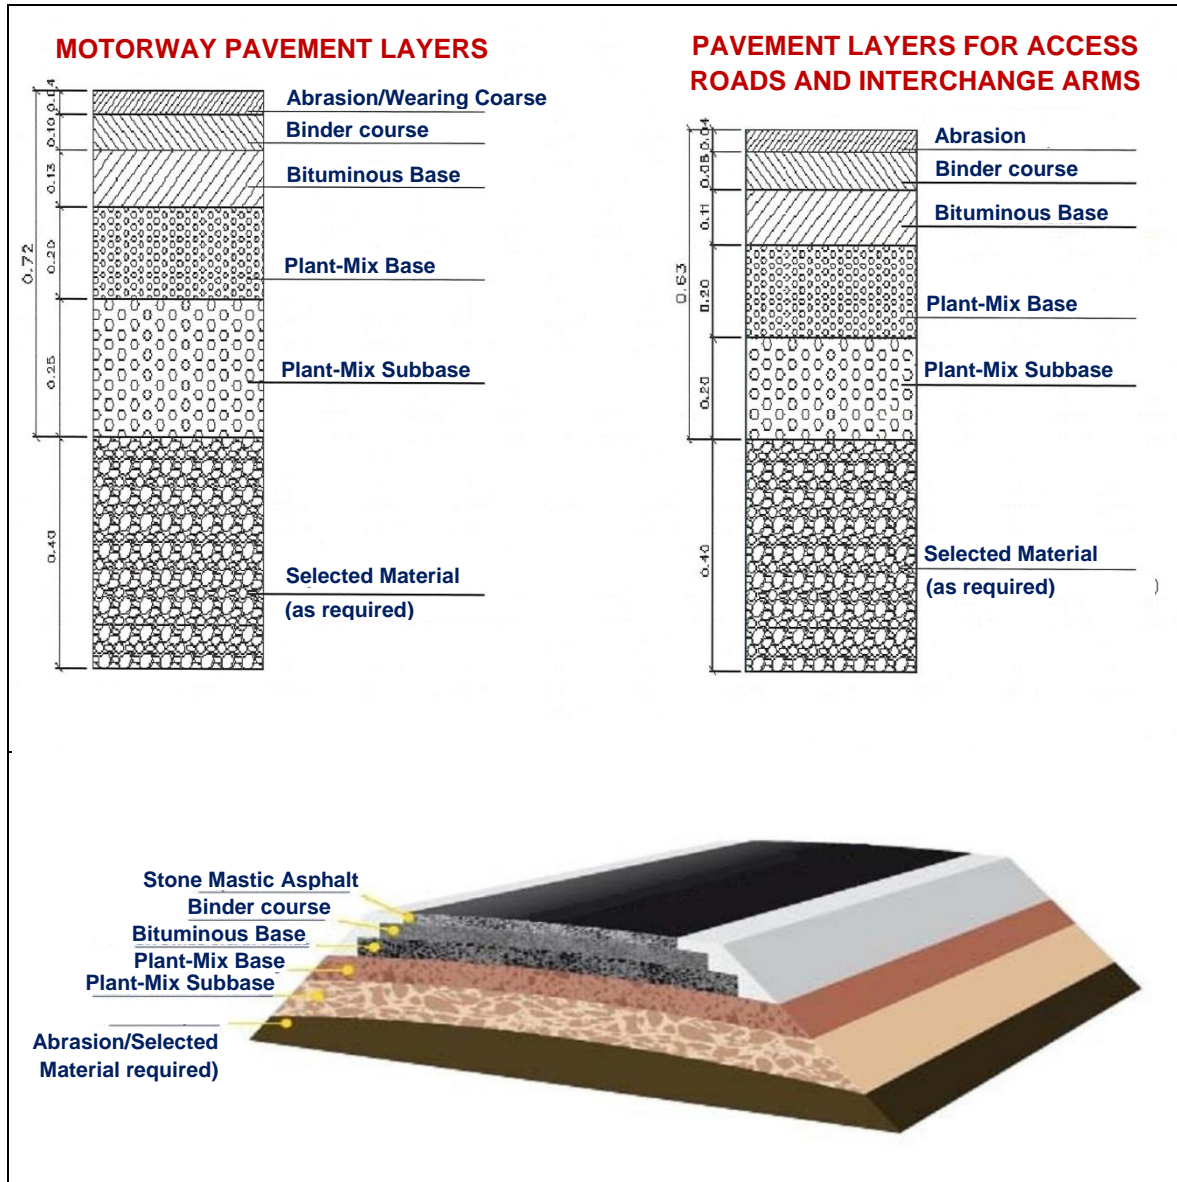 MOTORWAY PAVEMENT LAYERS
0.04
0.10
0.13
0.20
0.25
0.72
0.40
Abrasion/Wearing Coarse
Binder course
Bituminous Base
Plant-Mix Base
Plant-Mix Subbase
Selected Material
(as required)
PAVEMENT LAYERS FOR ACCESS
ROADS AND INTERCHANGE ARMS
0.04
0.08
0.11
0.20
0.20
0.63
0.40
Abrasion
Binder course
Bituminous Base
Plant-Mix Base
Plant-Mix Subbase
Selected Material
(as required)
)
Stone Mastic Asphalt
Binder course
Bituminous Base
Plant-Mix Base
Plant-Mix Subbase
Abrasion/Selected
Material required)